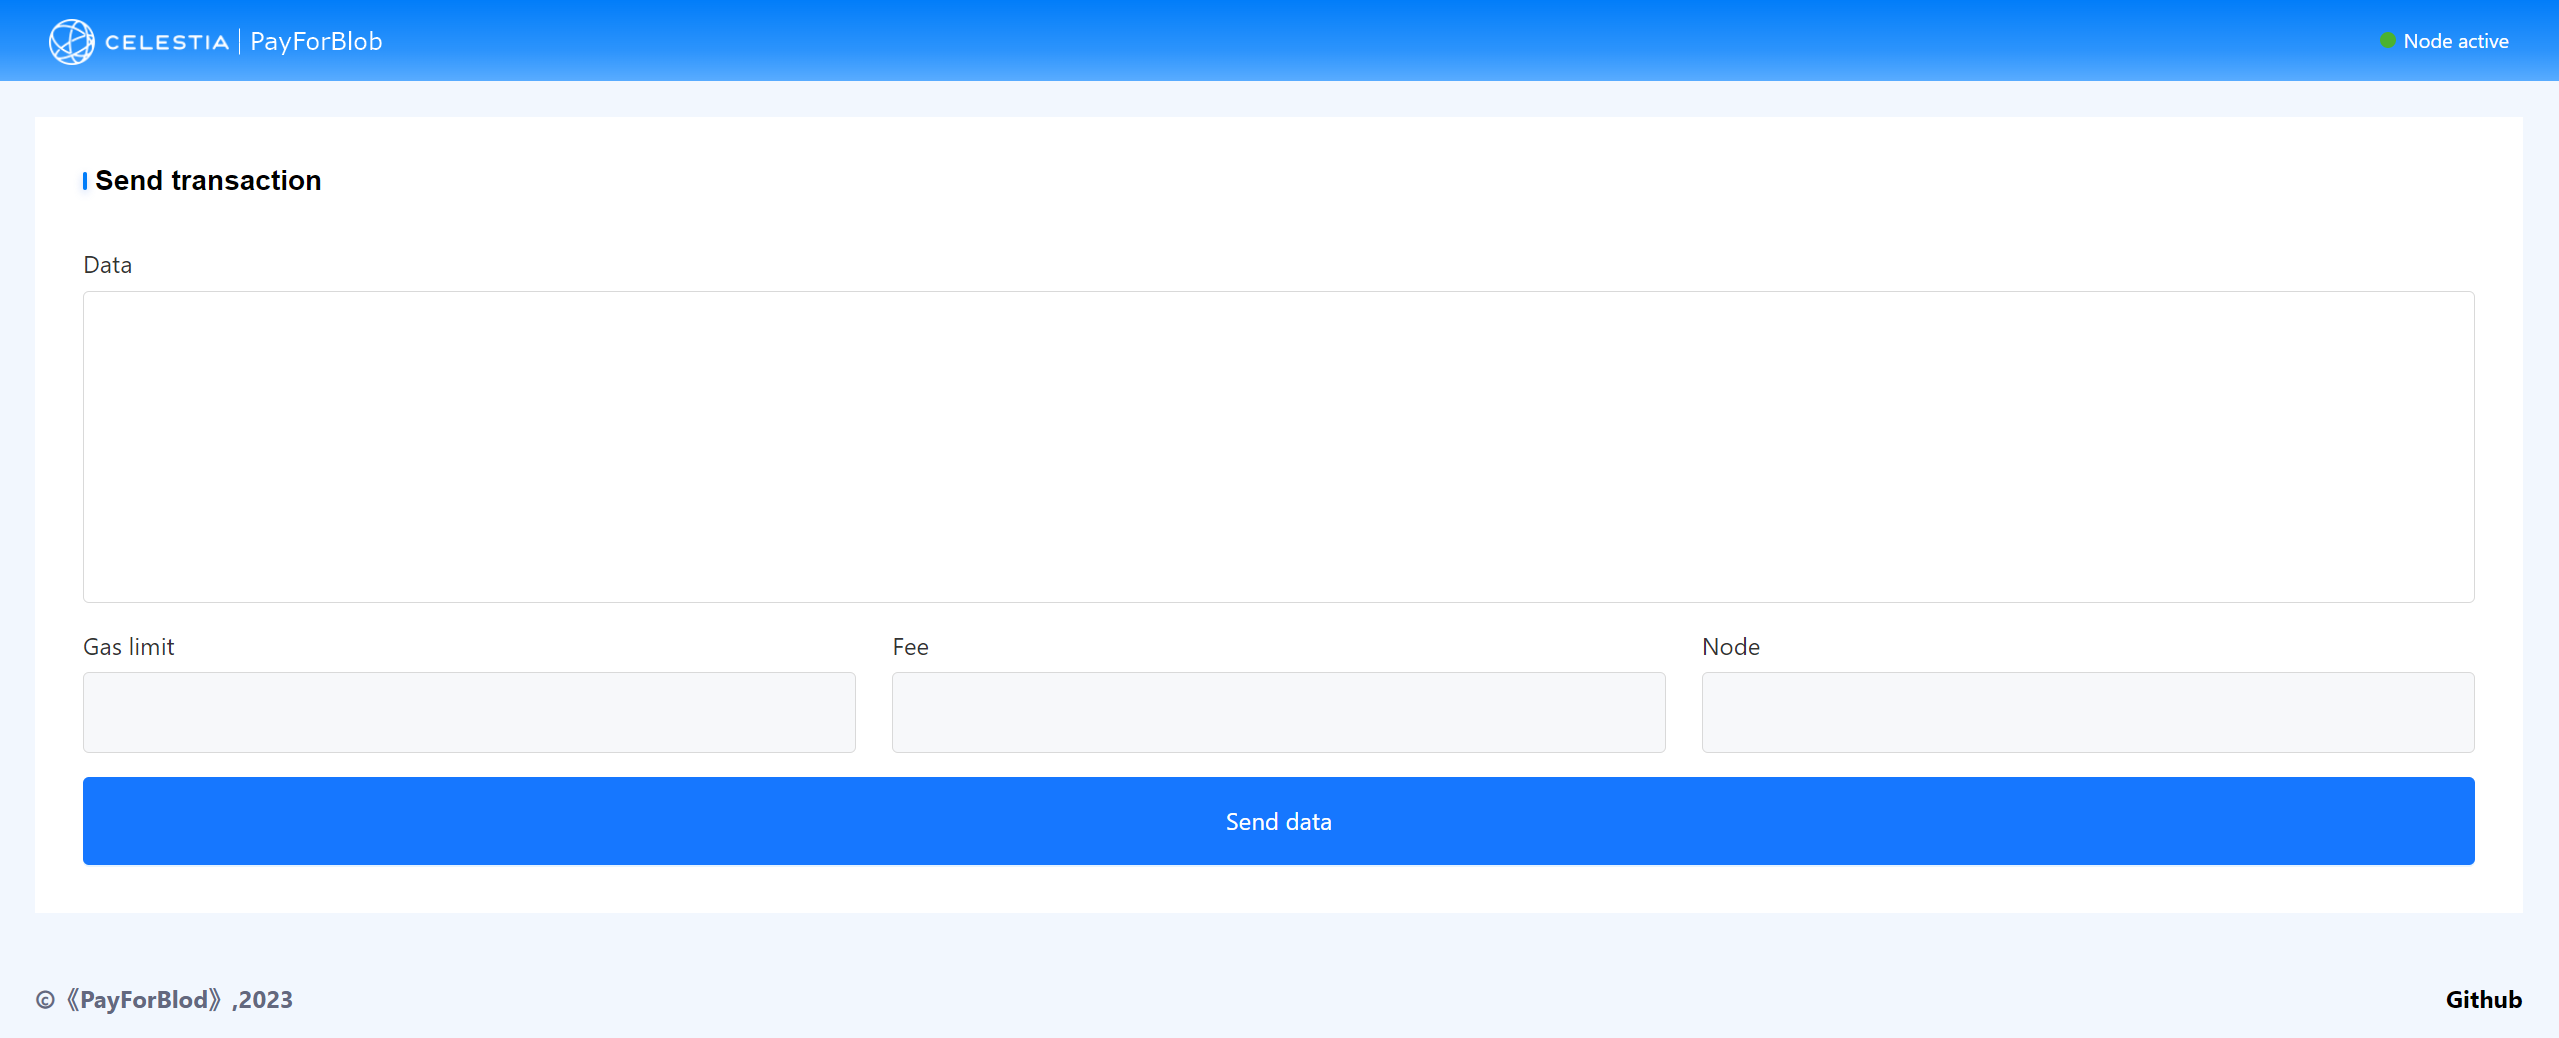 CELESTIA | PayForBlob
Node active
Send transaction
Data
Gas limit
Fee
Node
Send data
© 《PayForBlod》 ,2023
Github